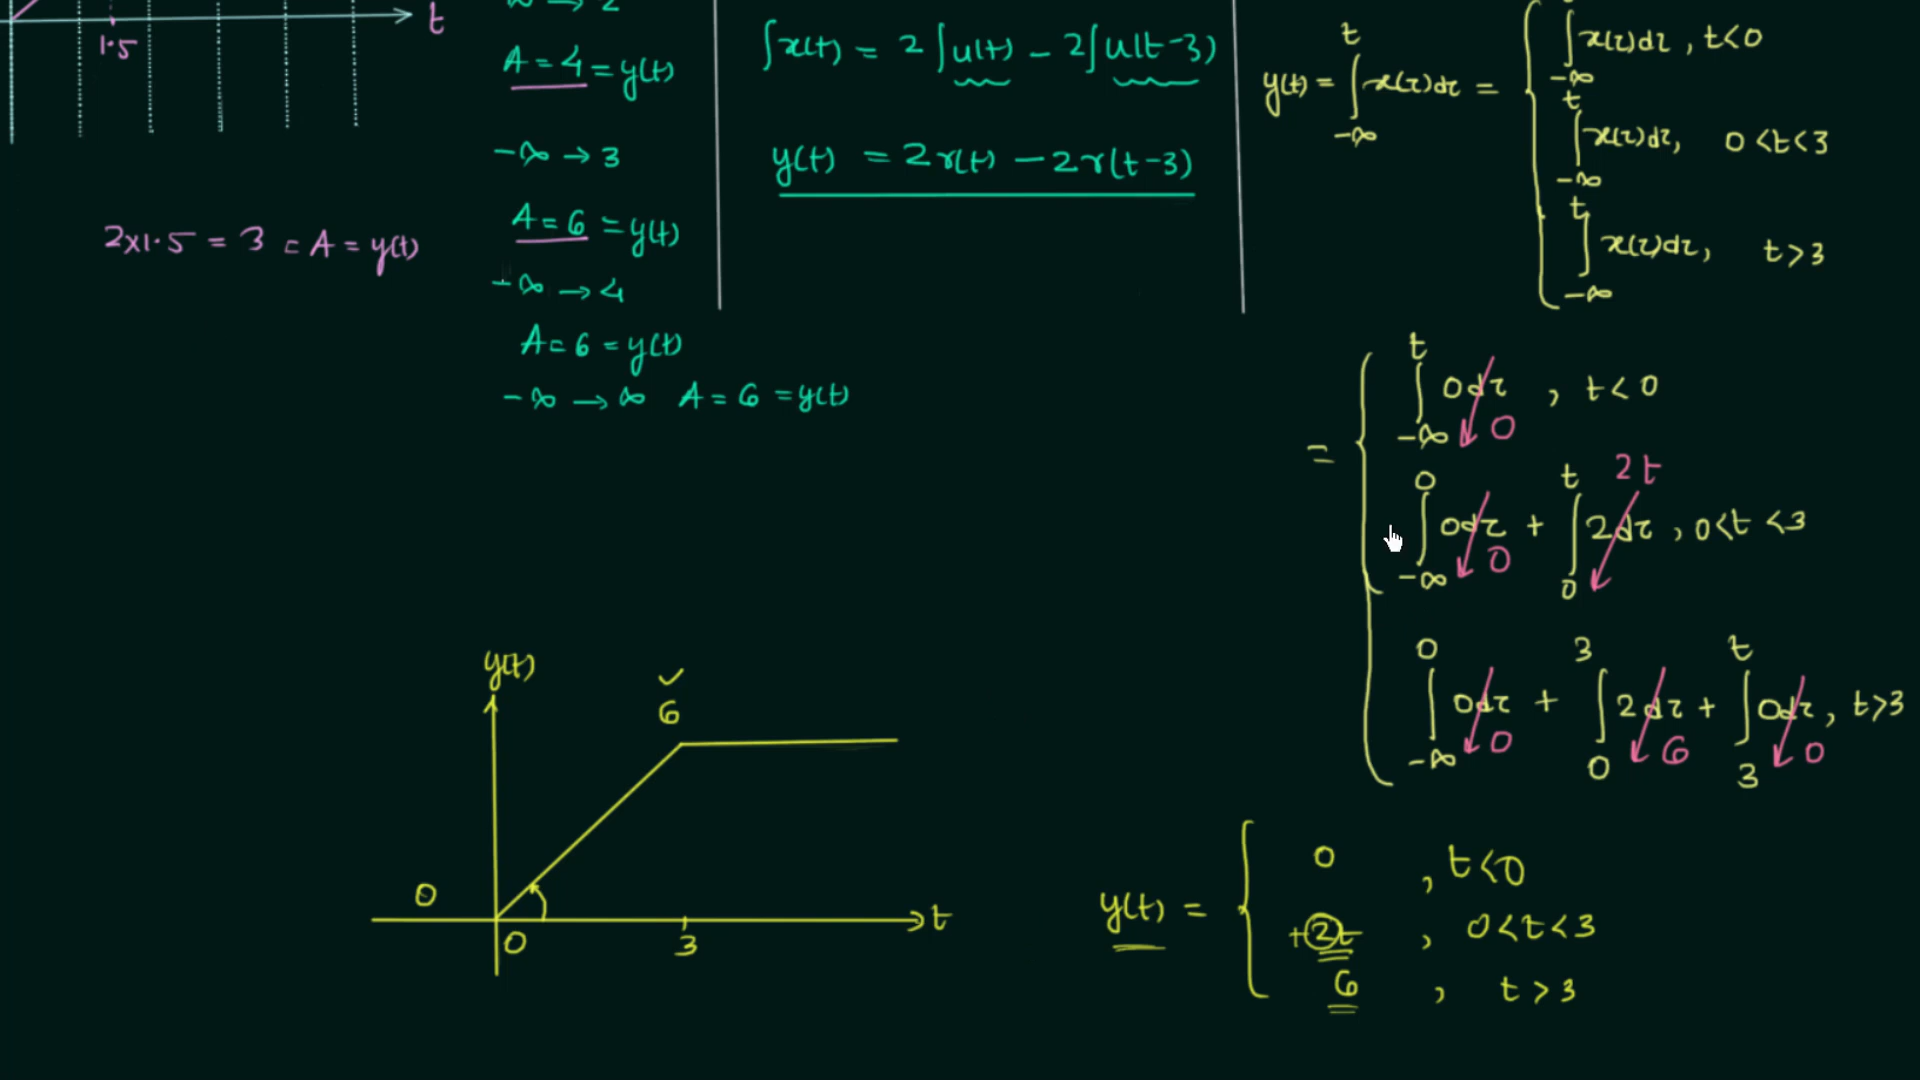 t
1.5
2x1.5 = 3 = A = y(t)
→ 2
A = 4 = y(t)
-∞ → 3
A = 6 = y(t)
-∞ → 4
A = 6 = y(t)
-∞ → ∞ A = 6 = y(t)
∫x(t) = 2∫u(t) - 2∫u(t-3)
y(t) = 2r(t) - 2r(t-3)
y(t) = ∫_{-∞}^{t} x(τ)dτ = { ∫_{-∞} x(τ)dτ, t<0
∫_{-∞}^{t} x(τ)dτ, 0<t<3
∫_{-∞}^{t} x(τ)dτ, t>3
= { ∫_{-∞}^{t} 0dτ 0, t<0
∫_{-∞}^{0} 0dτ 0 + ∫_{0}^{t} 2dτ 2t, 0<t<3
∫_{-∞}^{0} 0dτ 0 + ∫_{0}^{3} 2dτ 6 + ∫_{3}^{t} 0dτ 0, t>3
y(t)
✓
6
0
t
0
3
y(t) = { 0, t<0
+2t, 0<t<3
6, t>3